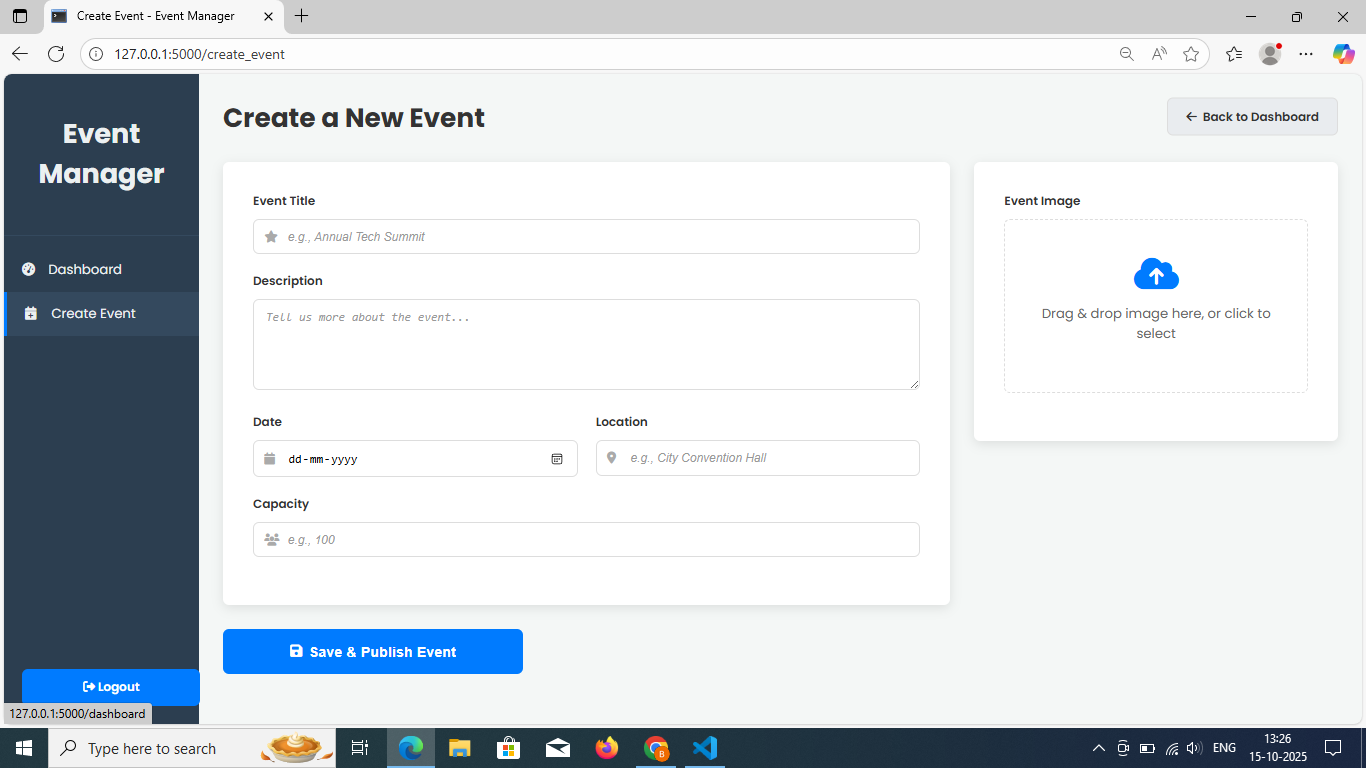 Create Event - Event Manager
127.0.0.1:5000/create_event
Event
Manager
Dashboard
Create Event
Logout
127.0.0.1:5000/dashboard
Create a New Event
Back to Dashboard
Event Title
e.g., Annual Tech Summit
Description
Tell us more about the event...
Date
Location
dd-mm-yyyy
e.g., City Convention Hall
Capacity
e.g., 100
Save & Publish Event
Event Image
Drag & drop image here, or click to
select
Type here to search
B
ENG
13:26
15-10-2025